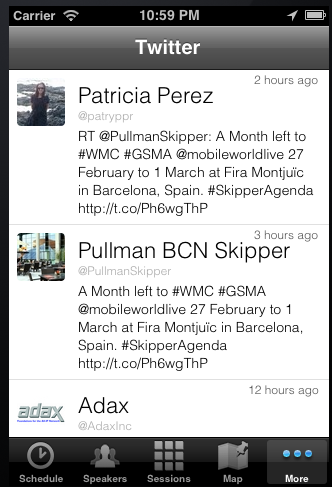 Carrier 10:59 PM
Twitter
2 hours ago
Patricia Perez
@patryppr
RT @PullmanSkipper: A Month left to
#WMC #GSMA @mobileworldlive 27
February to 1 March at Fira Montjuïc
in Barcelona, Spain. #SkipperAgenda
http://t.co/Ph6wgThP
3 hours ago
Pullman BCN Skipper
@PullmanSkipper
A Month left to #WMC #GSMA
@mobileworldlive 27 February to 1
March at Fira Montjuïc in Barcelona,
Spain. #SkipperAgenda
http://t.co/Ph6wgThP
12 hours ago
adax
Adax
@AdaxInc
Schedule Speakers Sessions Map More